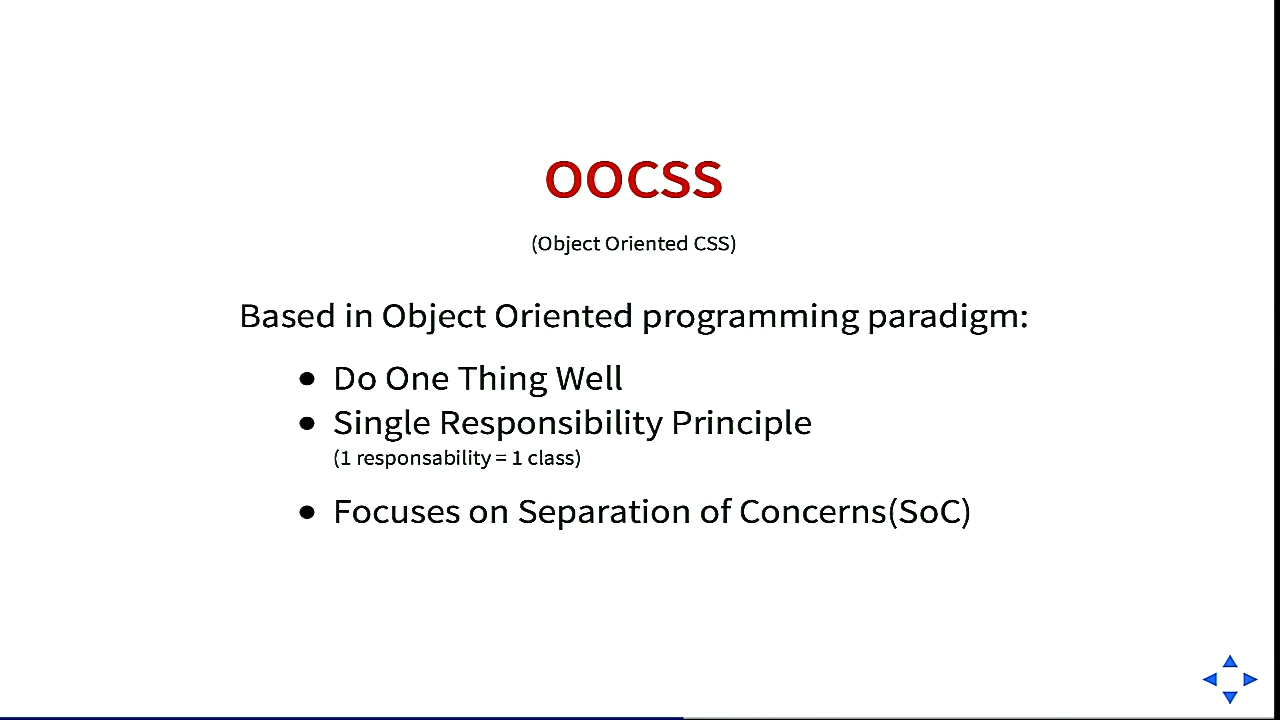 OOCSS
(Object Oriented CSS)
Based in Object Oriented programming paradigm:
• Do One Thing Well
• Single Responsibility Principle
(1 responsability = 1 class)
• Focuses on Separation of Concerns(SoC)